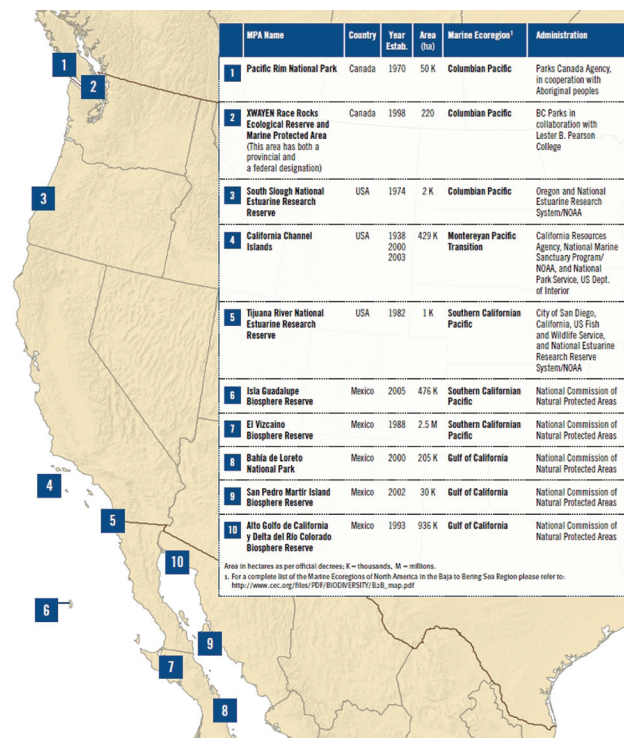 MPA Name Country Year Estab. Area (ha) Marine Ecoregion¹ Administration
1 Pacific Rim National Park Canada 1970 50 K Columbian Pacific Parks Canada Agency,
in cooperation with
Aboriginal peoples
2 XWAYEN Race Rocks Canada 1998 220 Columbian Pacific BC Parks in
Ecological Reserve and collaboration with
Marine Protected Area Lester B. Pearson
(This area has both a College
provincial and
a federal designation)
3 South Slough National USA 1974 2 K Columbian Pacific Oregon and National
Estuarine Research Estuarine Research
Reserve System/NOAA
4 California Channel USA 1938 429 K Montereyan Pacific California Resources
Islands 2000 Transition Agency, National Marine
2003 Sanctuary Program/
NOAA, and National
Park Service, US Dept.
of Interior
5 Tijuana River National USA 1982 1 K Southern Californian City of San Diego,
Estuarine Research Pacific California, US Fish
Reserve and Wildlife Service,
and National Estuarine
Research Reserve
System/NOAA
6 Isla Guadalupe Mexico 2005 476 K Southern Californian National Commission of
Biosphere Reserve Pacific Natural Protected Areas
7 El Vizcaino Mexico 1988 2.5 M Southern Californian National Commission of
Biosphere Reserve Pacific Natural Protected Areas
8 Bahía de Loreto Mexico 2000 205 K Gulf of California National Commission of
National Park Natural Protected Areas
9 San Pedro Martír Island Mexico 2002 30 K Gulf of California National Commission of
Biosphere Reserve Natural Protected Areas
10 Alto Golfo de California Mexico 1993 936 K Gulf of California National Commission of
y Delta del Río Colorado Natural Protected Areas
Biosphere Reserve
Area in hectares as per official decrees; K = thousands, M = millions.
1. For a complete list of the Marine Ecoregions of North America in the Baja to Bering Sea Region please refer to:
http://www.cec.org/files/PDF/BIODIVERSITY/B2B_map.pdf
1
2
3
4
5
10
6
9
7
8